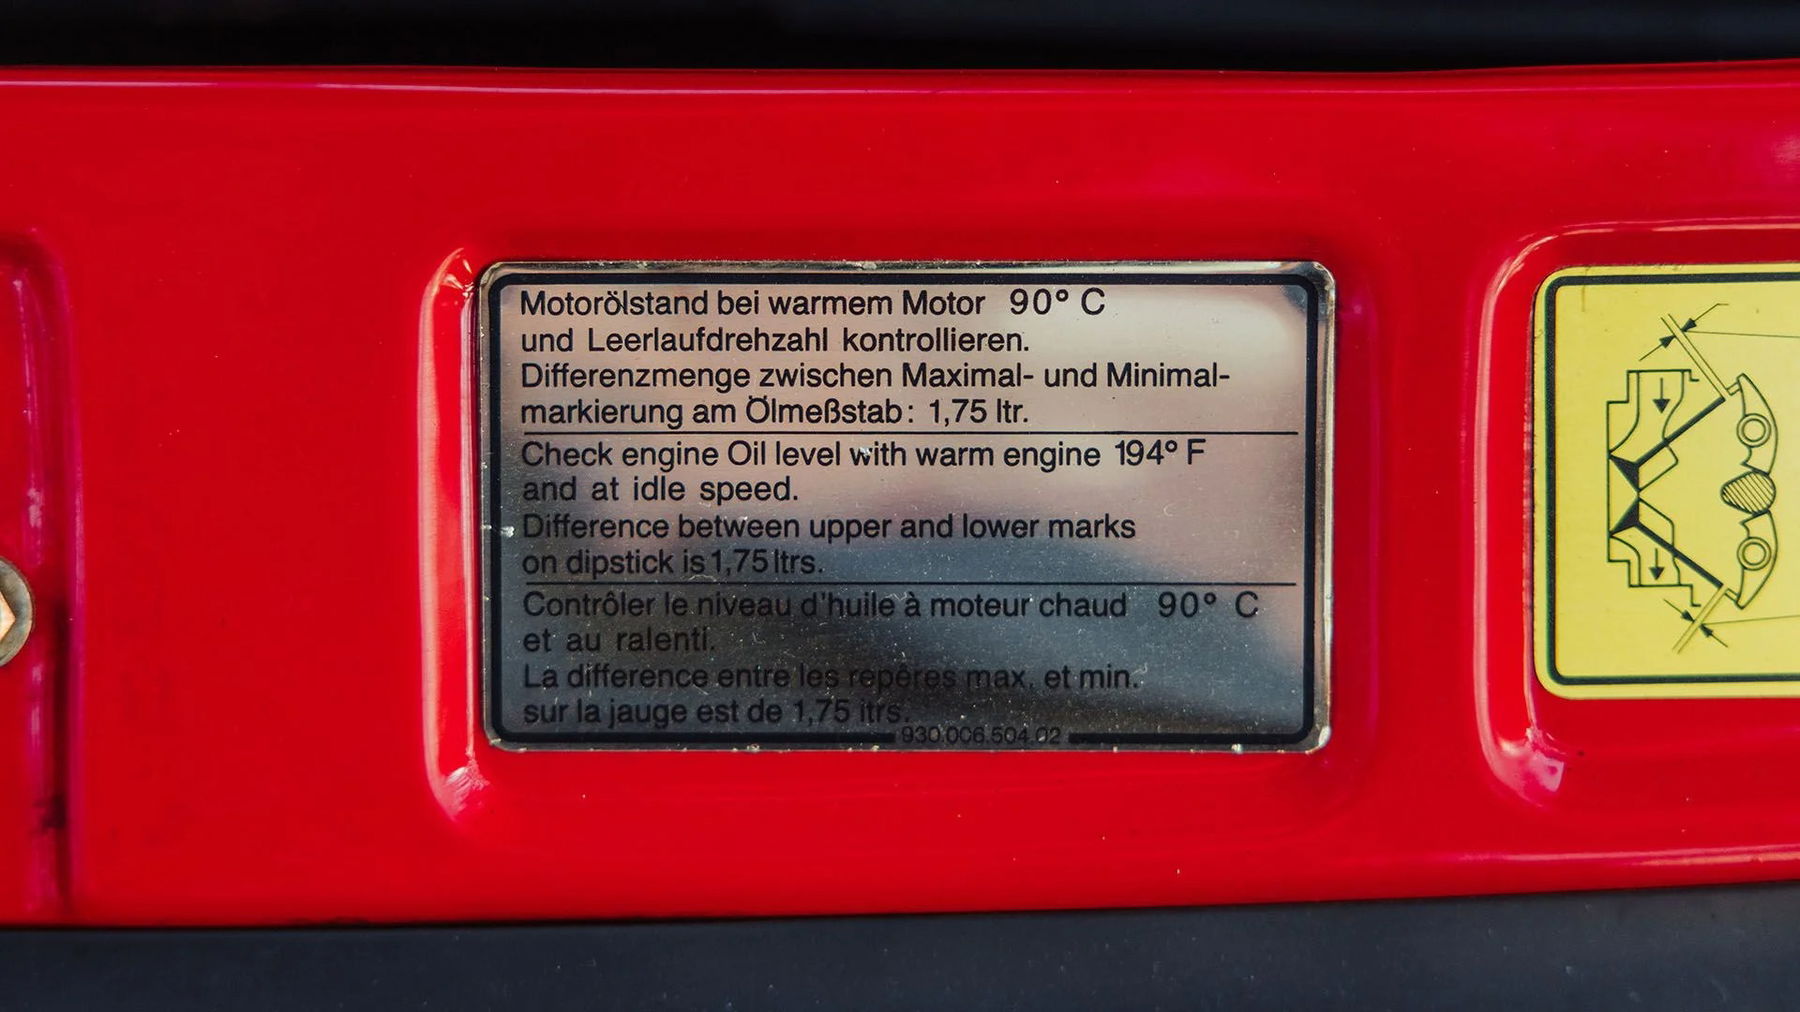 Motorölstand bei warmem Motor 90° C
und Leerlaufdrehzahl kontrollieren.
Differenzmenge zwischen Maximal- und Minimal-
markierung am Ölmeßstab: 1,75 ltr.
Check engine Oil level with warm engine 194° F
and at idle speed.
Difference between upper and lower marks
on dipstick is 1,75 ltrs.
Contrôler le niveau d'huile à moteur chaud 90° C
et au ralenti.
La différence entre les repêres max. et min.
sur la jauge est de 1,75 ltrs.
930.006.504.02